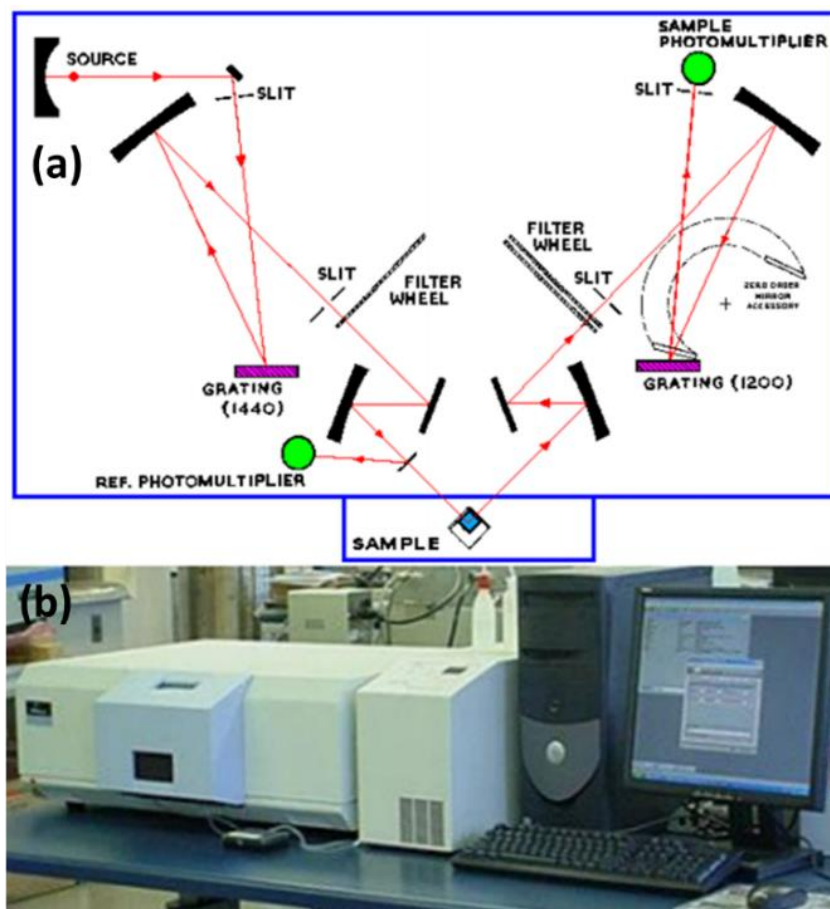 SOURCE
SLIT
(a)
SAMPLE
PHOTOMULTIPLIER
SLIT
FILTER
WHEEL
SLIT
FILTER
WHEEL
SLIT
ZERO ORDER
MIRROR
ACCESSORY
GRATING
(1440)
GRATING (1200)
REF. PHOTOMULTIPLIER
SAMPLE
(b)